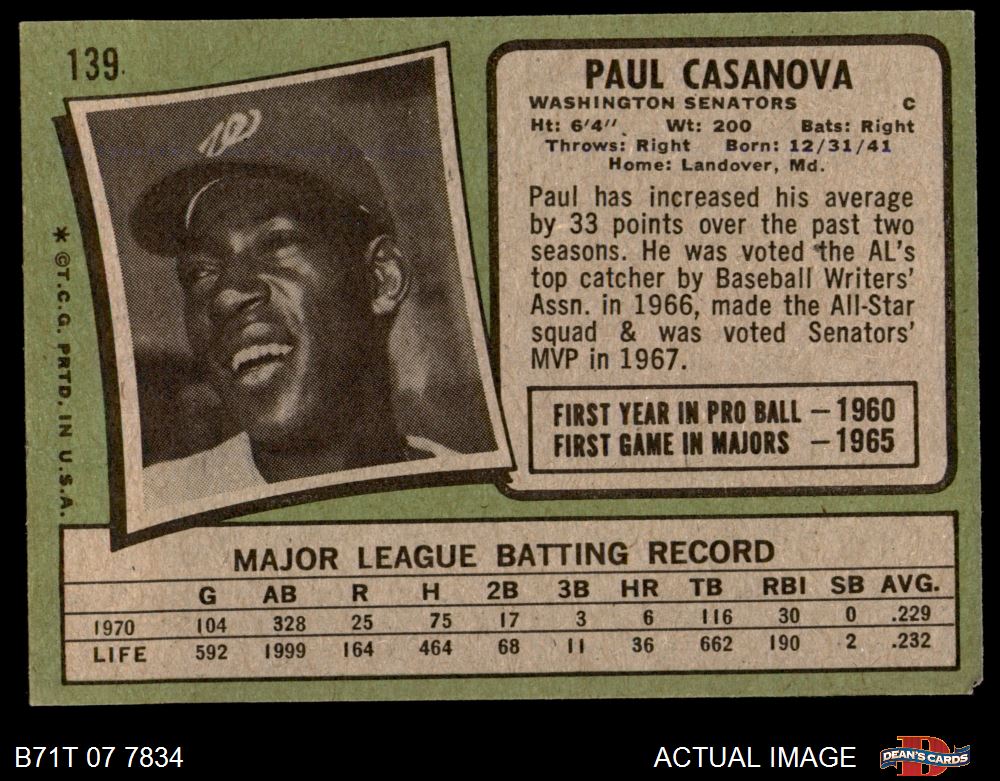 139
PAUL CASANOVA
WASHINGTON SENATORS C
Ht: 6'4" Wt: 200 Bats: Right
Throws: Right Born: 12/31/41
Home: Landover, Md.
Paul has increased his average
by 33 points over the past two
seasons. He was voted the AL's
top catcher by Baseball Writers'
Assn. in 1966, made the All-Star
squad & was voted Senators'
MVP in 1967.
FIRST YEAR IN PRO BALL – 1960
FIRST GAME IN MAJORS – 1965
* ©T.C.G. PRTD. IN U.S.A.
MAJOR LEAGUE BATTING RECORD
G AB R H 2B 3B HR TB RBI SB AVG.
1970 104 328 25 75 17 3 6 116 30 0 .229
LIFE 592 1999 164 464 68 11 36 662 190 2 .232
B71T 07 7834
ACTUAL IMAGE
DEAN'S CARDS